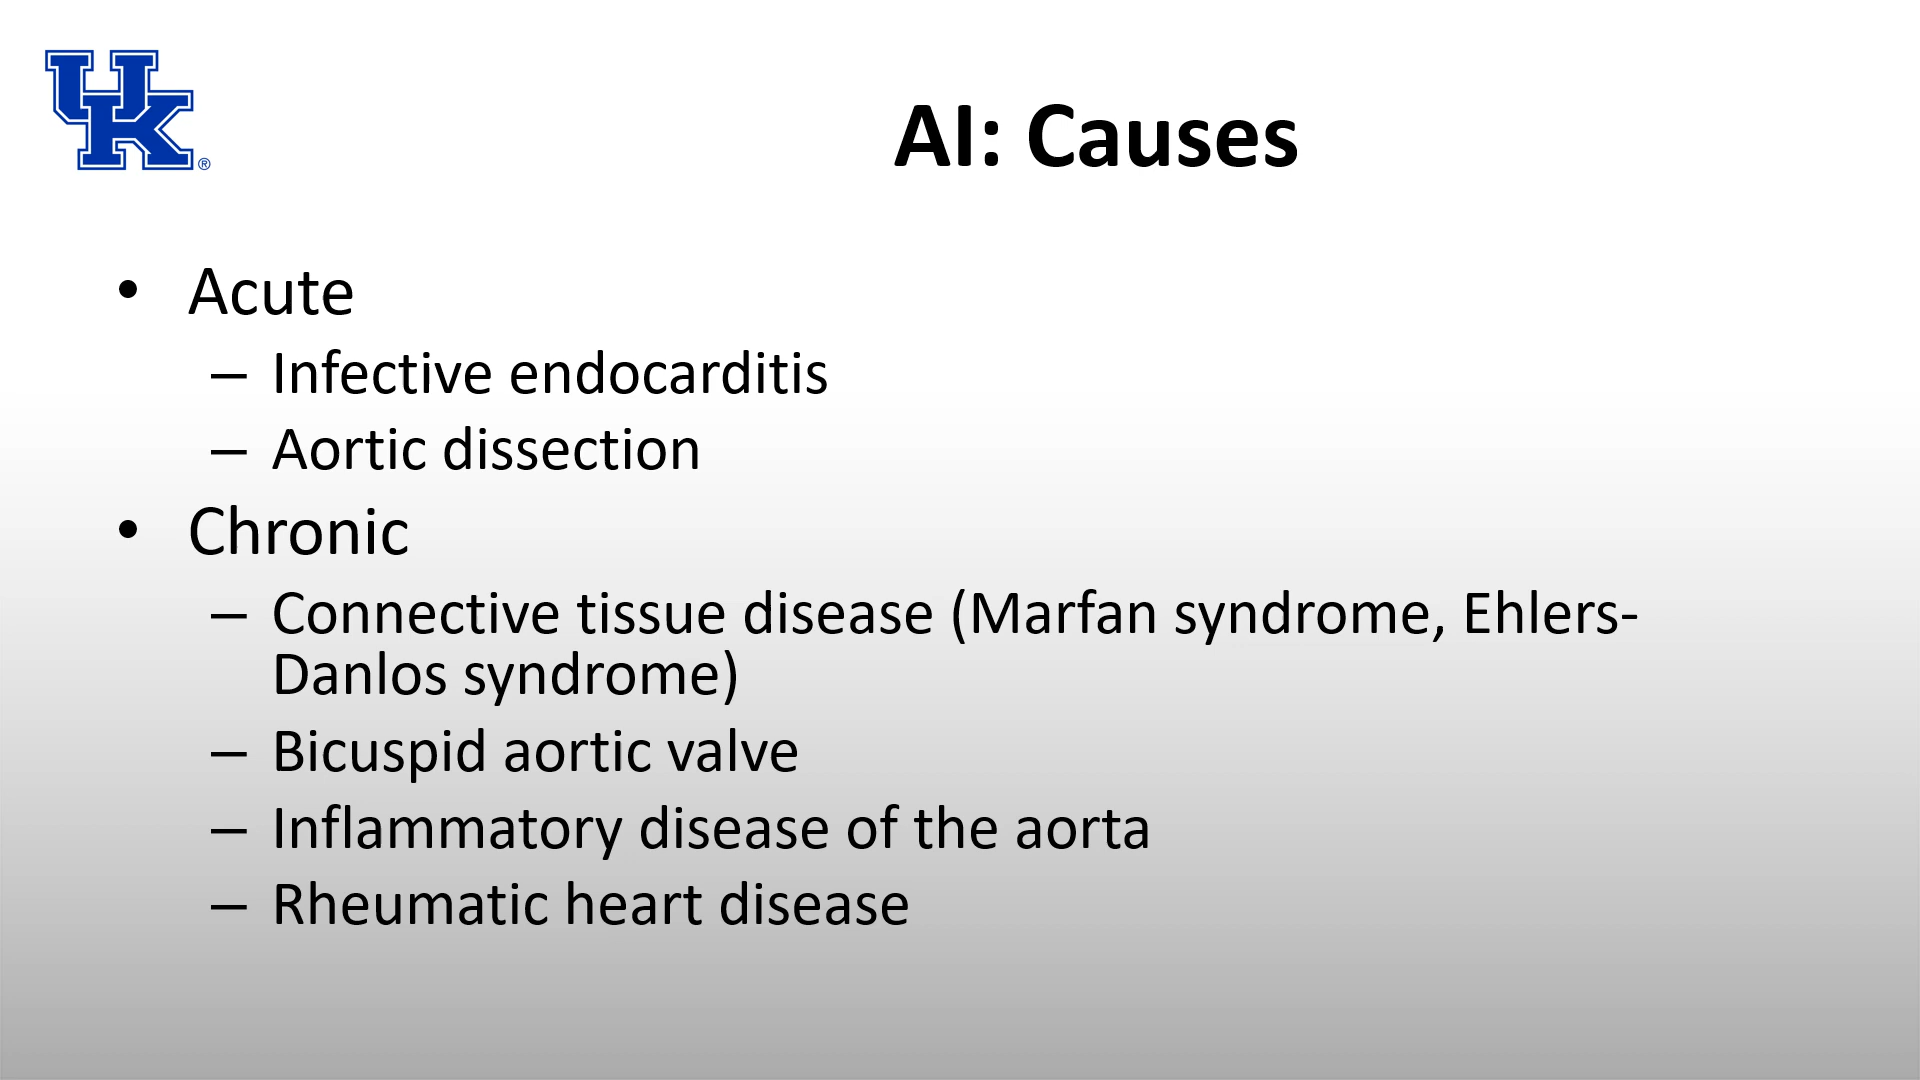 UK®
AI: Causes
• Acute
– Infective endocarditis
– Aortic dissection
• Chronic
– Connective tissue disease (Marfan syndrome, Ehlers-
Danlos syndrome)
– Bicuspid aortic valve
– Inflammatory disease of the aorta
– Rheumatic heart disease